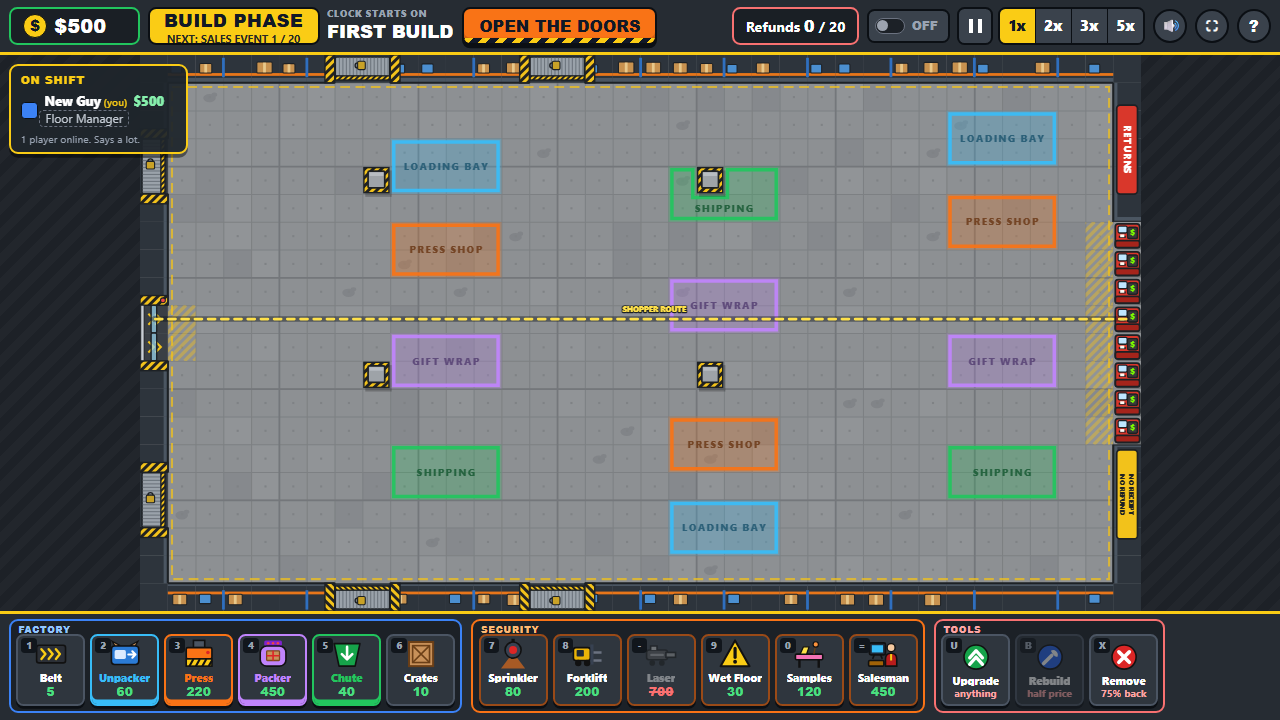 $ $500
BUILD PHASE
NEXT: SALES EVENT 1 / 20
CLOCK STARTS ON
FIRST BUILD
OPEN THE DOORS
Refunds 0 / 20
OFF
1x 2x 3x 5x
?
ON SHIFT
New Guy (you) $500
Floor Manager
1 player online. Says a lot.
LOADING BAY
LOADING BAY
RETURNS
SHIPPING
PRESS SHOP
PRESS SHOP
GIFT WRAP
SHOPPER ROUTE
GIFT WRAP
GIFT WRAP
PRESS SHOP
SHIPPING
SHIPPING
NO RECEIPT
NO REFUND
LOADING BAY
FACTORY
1 Belt 5
2 Unpacker 60
3 Press 220
4 Packer 450
5 Chute 40
6 Crates 10
SECURITY
7 Sprinkler 80
8 Forklift 200
- Laser 700
9 Wet Floor 30
0 Samples 120
= Salesman 450
TOOLS
U Upgrade anything
B Rebuild half price
X Remove 75% back